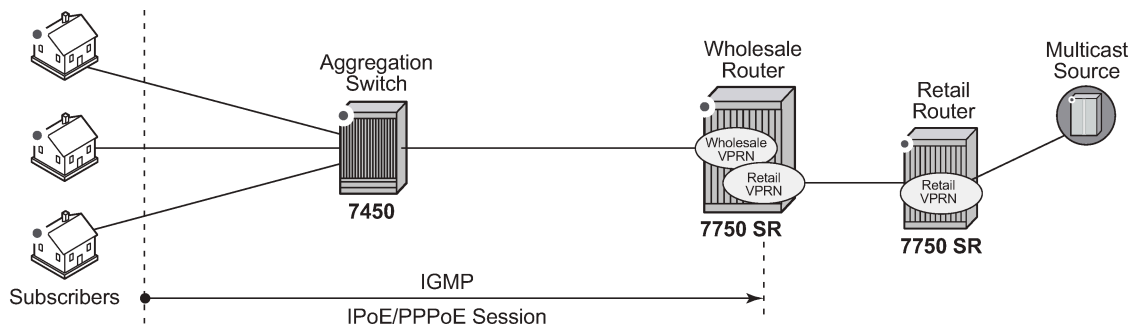 Subscribers
Aggregation
Switch
7450
Wholesale
Router
Wholesale
VPRN
Retail
VPRN
7750 SR
Retail
Router
Retail
VPRN
7750 SR
Multicast
Source
IGMP
IPoE/PPPoE Session